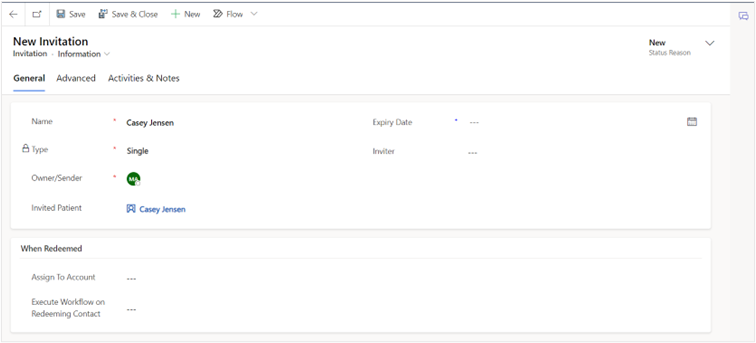 Save Save & Close New Flow
New Invitation
Invitation · Information
New
Status Reason
General Advanced Activities & Notes
Name * Casey Jensen
Expiry Date * ---
Type * Single
Inviter ---
Owner/Sender * MA
Invited Patient Casey Jensen
When Redeemed
Assign To Account ---
Execute Workflow on
Redeeming Contact ---